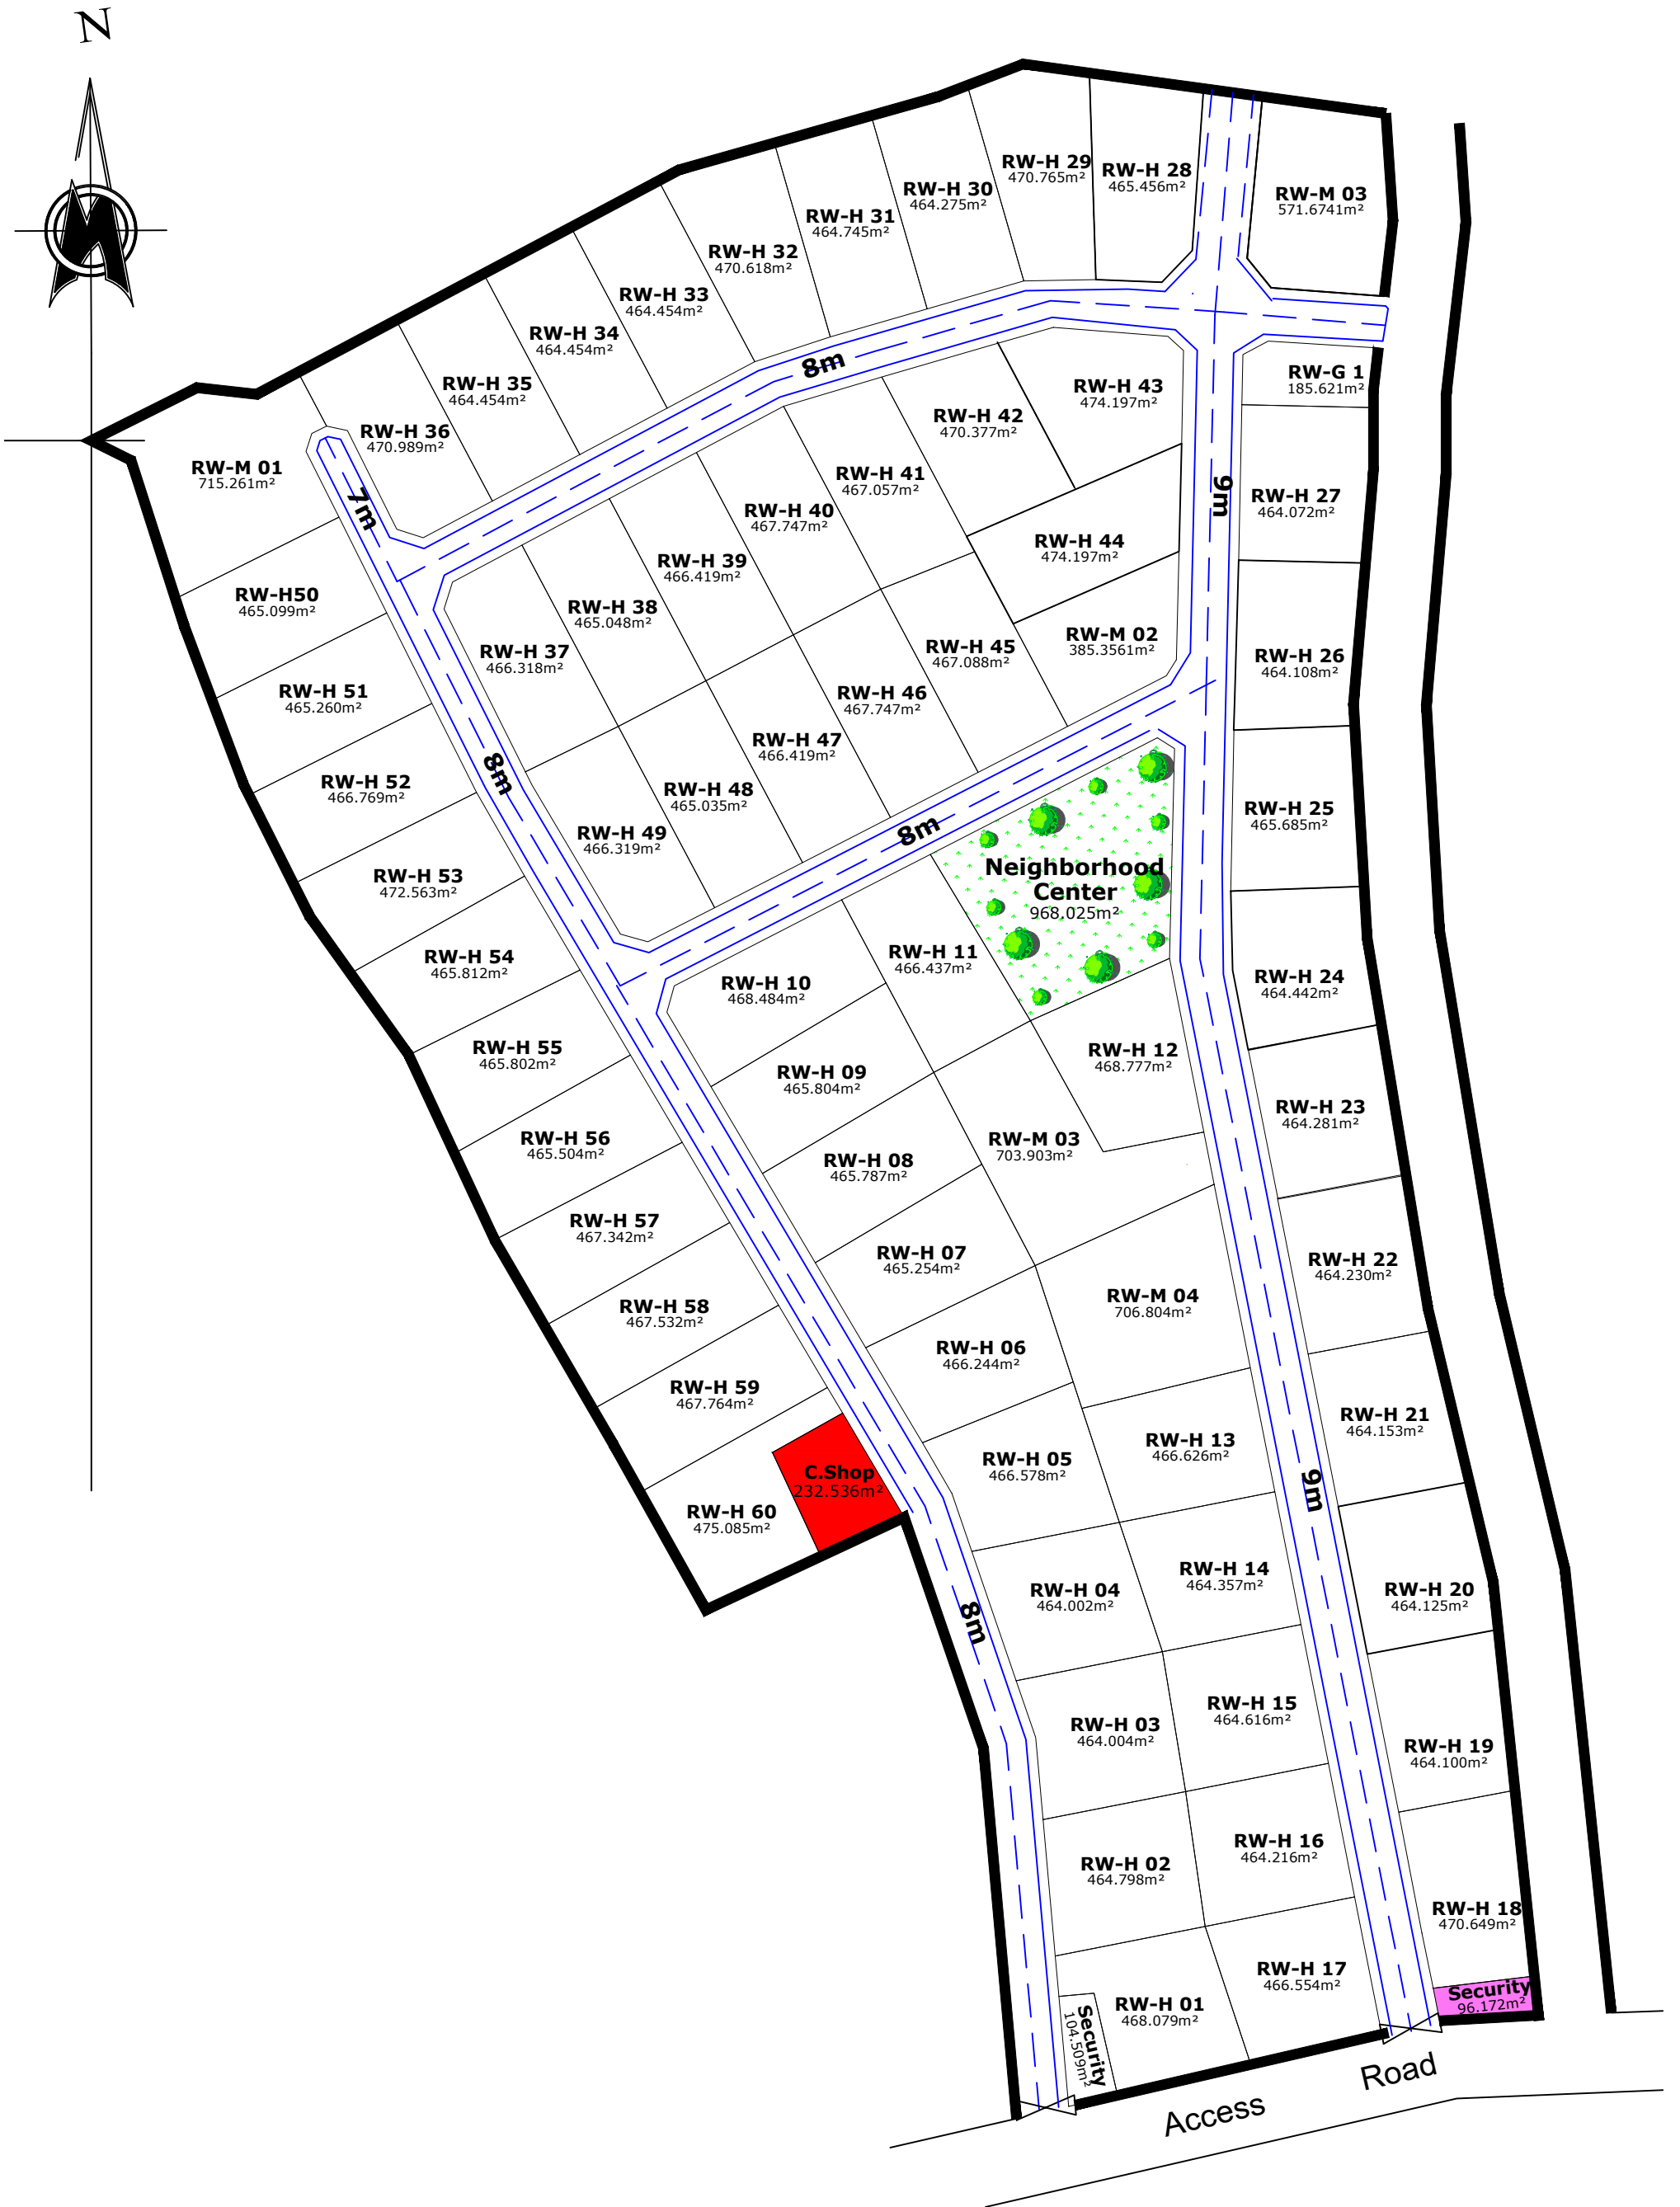 N
RW-H 29
470.765m²
RW-H 28
465.456m²
RW-M 03
571.6741m²
RW-H 30
464.275m²
RW-H 31
464.745m²
RW-H 32
470.618m²
RW-H 33
464.454m²
RW-H 34
464.454m²
RW-H 35
464.454m²
RW-H 36
470.989m²
RW-M 01
715.261m²
8m
7m
9m
RW-G 1
185.621m²
RW-H 43
474.197m²
RW-H 42
470.377m²
RW-H 41
467.057m²
RW-H 40
467.747m²
RW-H 39
466.419m²
RW-H 38
465.048m²
RW-H 37
466.318m²
RW-H 27
464.072m²
RW-H 44
474.197m²
RW-M 02
385.3561m²
RW-H 45
467.088m²
RW-H 46
467.747m²
RW-H 47
466.419m²
RW-H 48
465.035m²
RW-H 49
466.319m²
RW-H50
465.099m²
RW-H 51
465.260m²
RW-H 52
466.769m²
RW-H 53
472.563m²
RW-H 54
465.812m²
RW-H 55
465.802m²
RW-H 56
465.504m²
RW-H 57
467.342m²
RW-H 58
467.532m²
RW-H 59
467.764m²
RW-H 60
475.085m²
C.Shop
232.536m²
8m
8m
Neighborhood
Center
968.025m²
RW-H 26
464.108m²
RW-H 25
465.685m²
RW-H 24
464.442m²
RW-H 23
464.281m²
RW-H 22
464.230m²
RW-H 21
464.153m²
RW-H 20
464.125m²
RW-H 19
464.100m²
RW-H 18
470.649m²
Security
96.172m²
RW-H 11
466.437m²
RW-H 10
468.484m²
RW-H 09
465.804m²
RW-H 12
468.777m²
RW-M 03
703.903m²
RW-H 08
465.787m²
RW-H 07
465.254m²
RW-M 04
706.804m²
RW-H 06
466.244m²
RW-H 05
466.578m²
RW-H 13
466.626m²
9m
RW-H 04
464.002m²
RW-H 14
464.357m²
8m
RW-H 03
464.004m²
RW-H 15
464.616m²
RW-H 02
464.798m²
RW-H 16
464.216m²
RW-H 17
466.554m²
RW-H 01
468.079m²
Security
104.509m²
Access Road